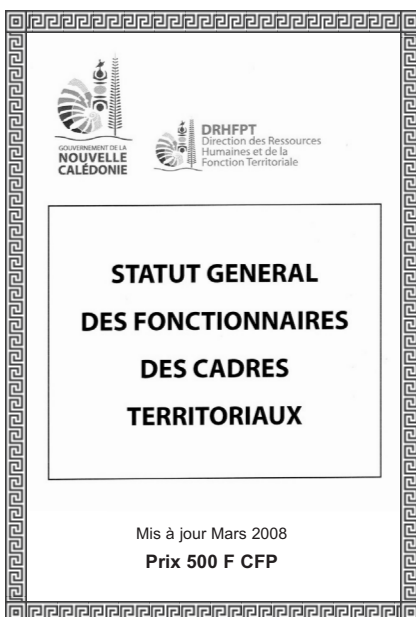 GOUVERNEMENT DE LA
NOUVELLE
CALÉDONIE
DRHFPT
Direction des Ressources
Humaines et de la
Fonction Territoriale
STATUT GENERAL
DES FONCTIONNAIRES
DES CADRES
TERRITORIAUX
Mis à jour Mars 2008
Prix 500 F CFP